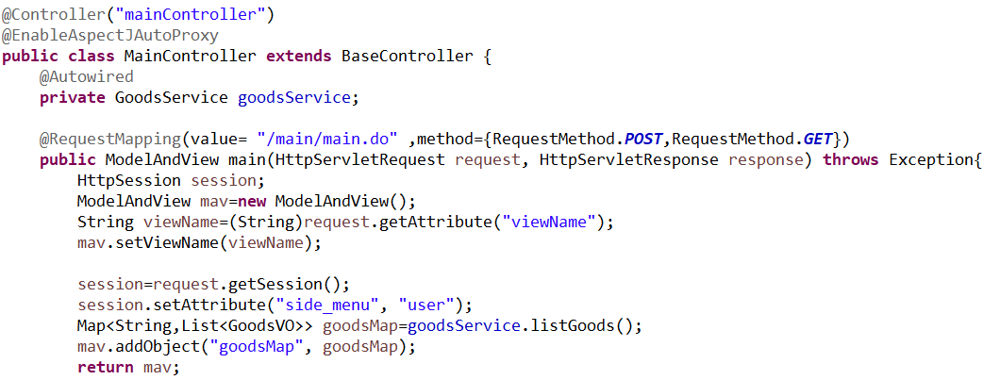 @Controller("mainController")
@EnableAspectJAutoProxy
public class MainController extends BaseController {
    @Autowired
    private GoodsService goodsService;

    @RequestMapping(value= "/main/main.do" ,method={RequestMethod.POST,RequestMethod.GET})
    public ModelAndView main(HttpServletRequest request, HttpServletResponse response) throws Exception{
        HttpSession session;
        ModelAndView mav=new ModelAndView();
        String viewName=(String)request.getAttribute("viewName");
        mav.setViewName(viewName);

        session=request.getSession();
        session.setAttribute("side_menu", "user");
        Map<String,List<GoodsVO>> goodsMap=goodsService.listGoods();
        mav.addObject("goodsMap", goodsMap);
        return mav;